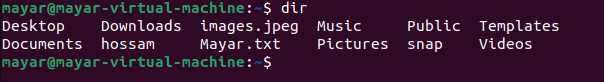 mayar@mayar-virtual-machine:~$ dir
Desktop    Downloads  images.jpeg  Music     Public  Templates
Documents  hossam     Mayar.txt    Pictures  snap    Videos
mayar@mayar-virtual-machine:~$